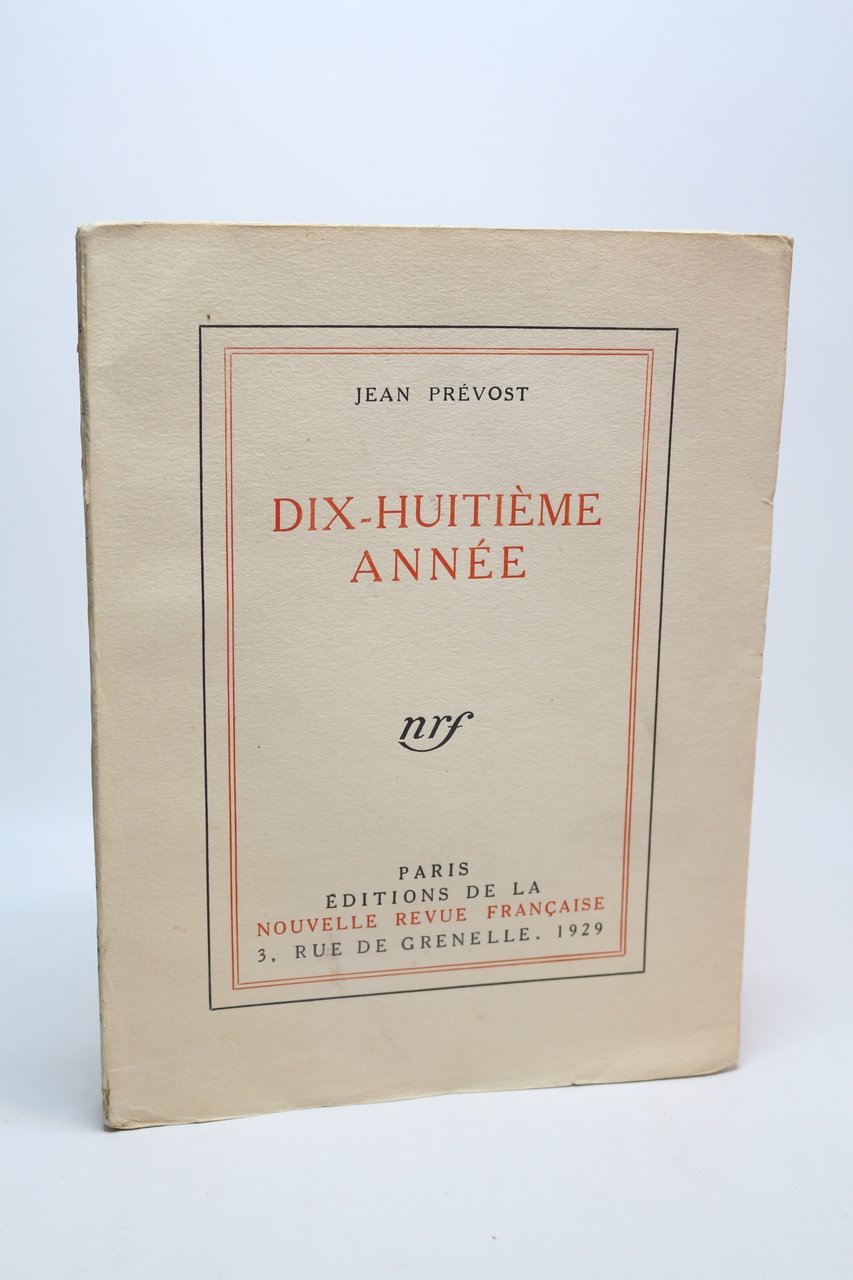 JEAN PRÉVOST
DIX-HUITIÈME
ANNÉE
nrf
PARIS
ÉDITIONS DE LA
NOUVELLE REVUE FRANÇAISE
3, RUE DE GRENELLE. 1929